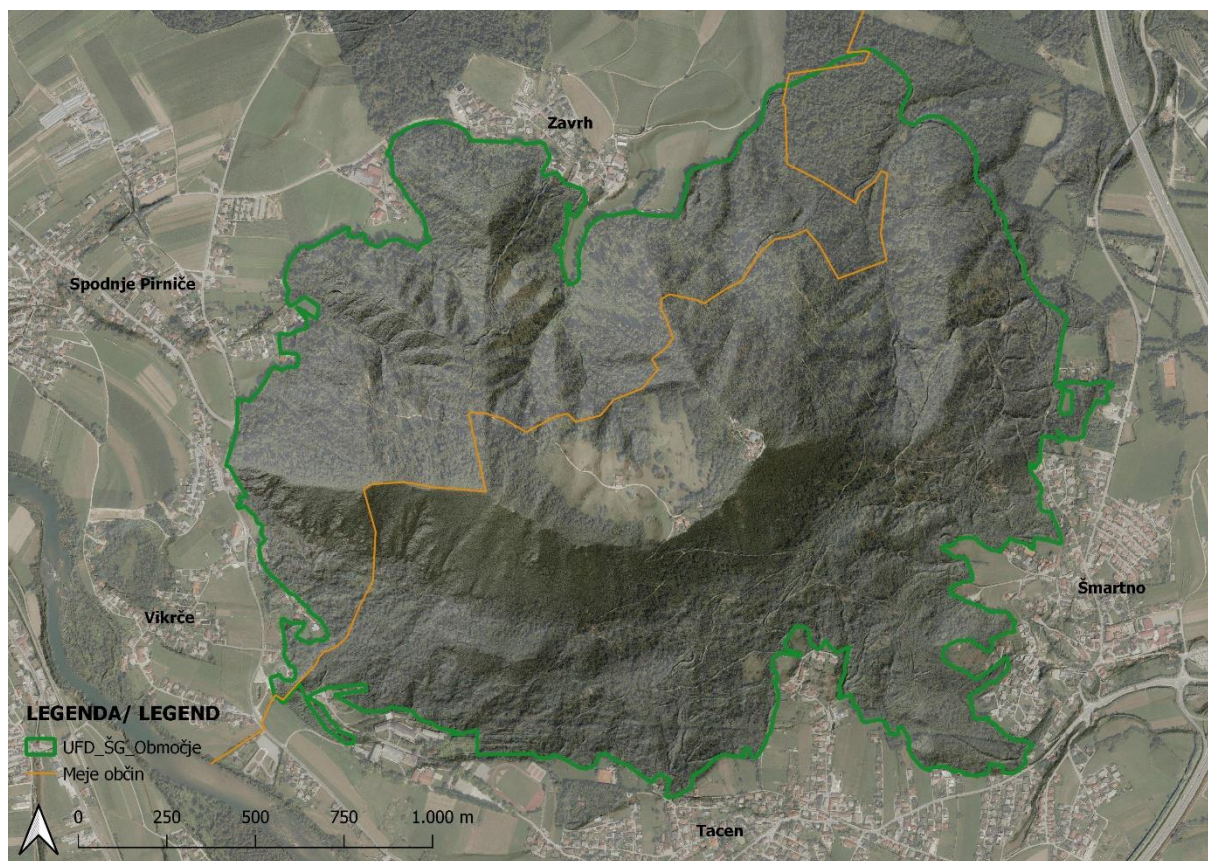 Zavrh
Spodnje Pirniče
Šmartno
Vikrče
LEGENDA/ LEGEND
UFD_ŠG_Območje
Meje občin
0 250 500 750 1.000 m
Tacen